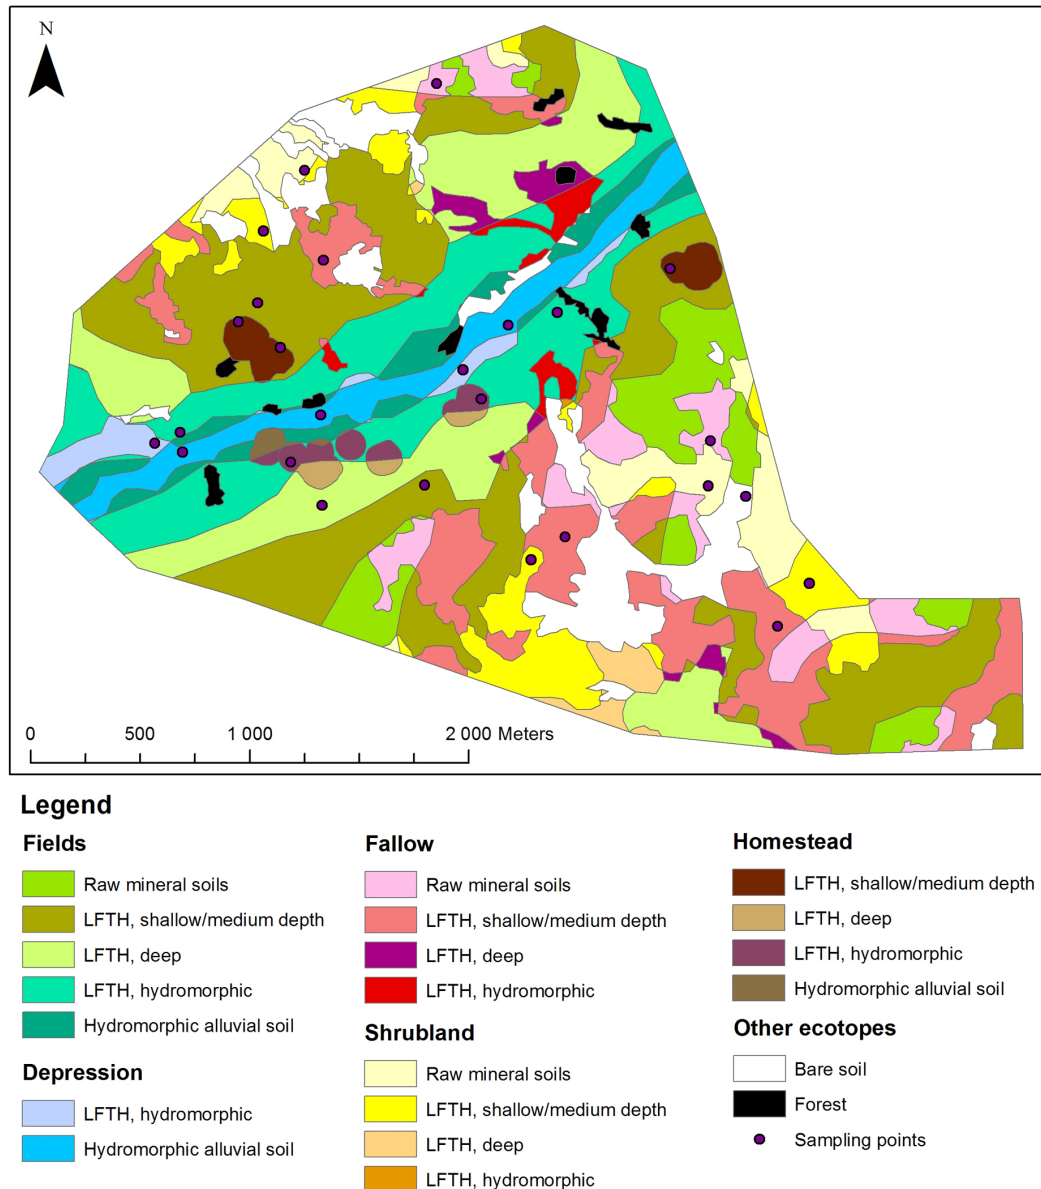 N
0 500 1 000 2 000 Meters
Legend
Fields
Raw mineral soils
LFTH, shallow/medium depth
LFTH, deep
LFTH, hydromorphic
Hydromorphic alluvial soil
Depression
LFTH, hydromorphic
Hydromorphic alluvial soil
Fallow
Raw mineral soils
LFTH, shallow/medium depth
LFTH, deep
LFTH, hydromorphic
Shrubland
Raw mineral soils
LFTH, shallow/medium depth
LFTH, deep
LFTH, hydromorphic
Homestead
LFTH, shallow/medium depth
LFTH, deep
LFTH, hydromorphic
Hydromorphic alluvial soil
Other ecotopes
Bare soil
Forest
Sampling points